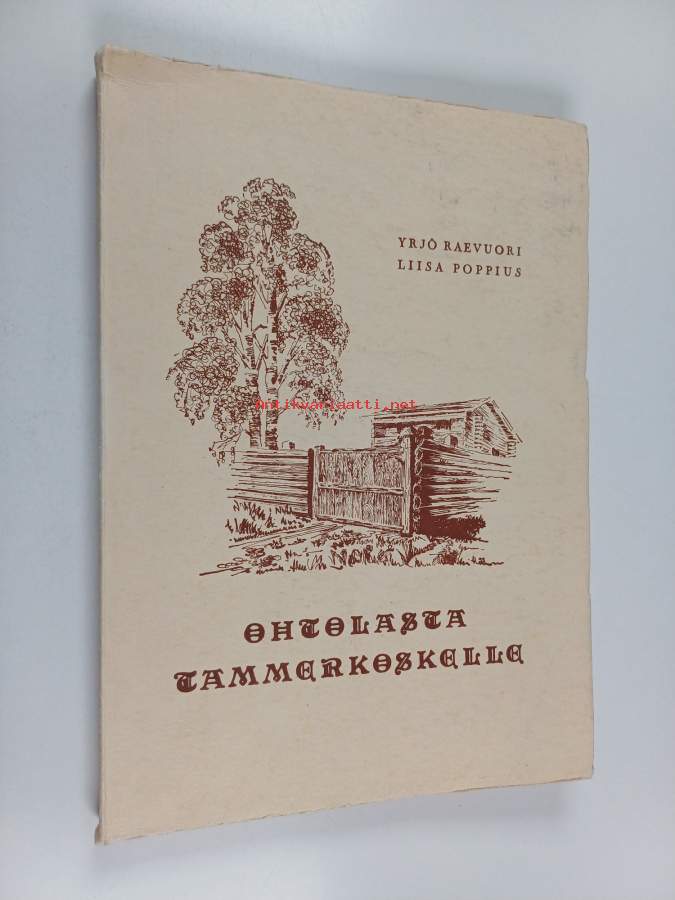 YRJÖ RAEVUORI
LIISA POPPIUS
Antikvariaatti.net
OHTOLASTA
TAMMERKOSKELLE